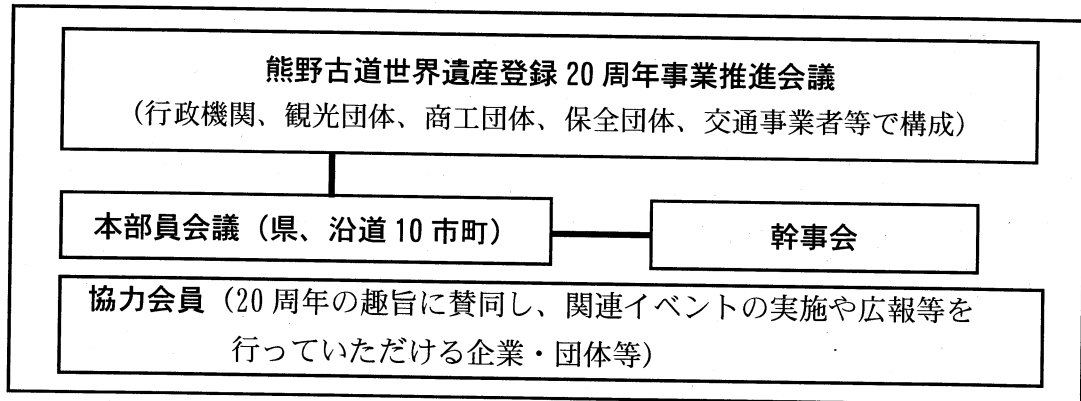 熊野古道世界遺産登録 20 周年事業推進会議
（行政機関、観光団体、商工団体、保全団体、交通事業者等で構成）
本部員会議（県、沿道 10 市町）
幹事会
協力会員（20 周年の趣旨に賛同し、関連イベントの実施や広報等を
行っていただける企業・団体等）